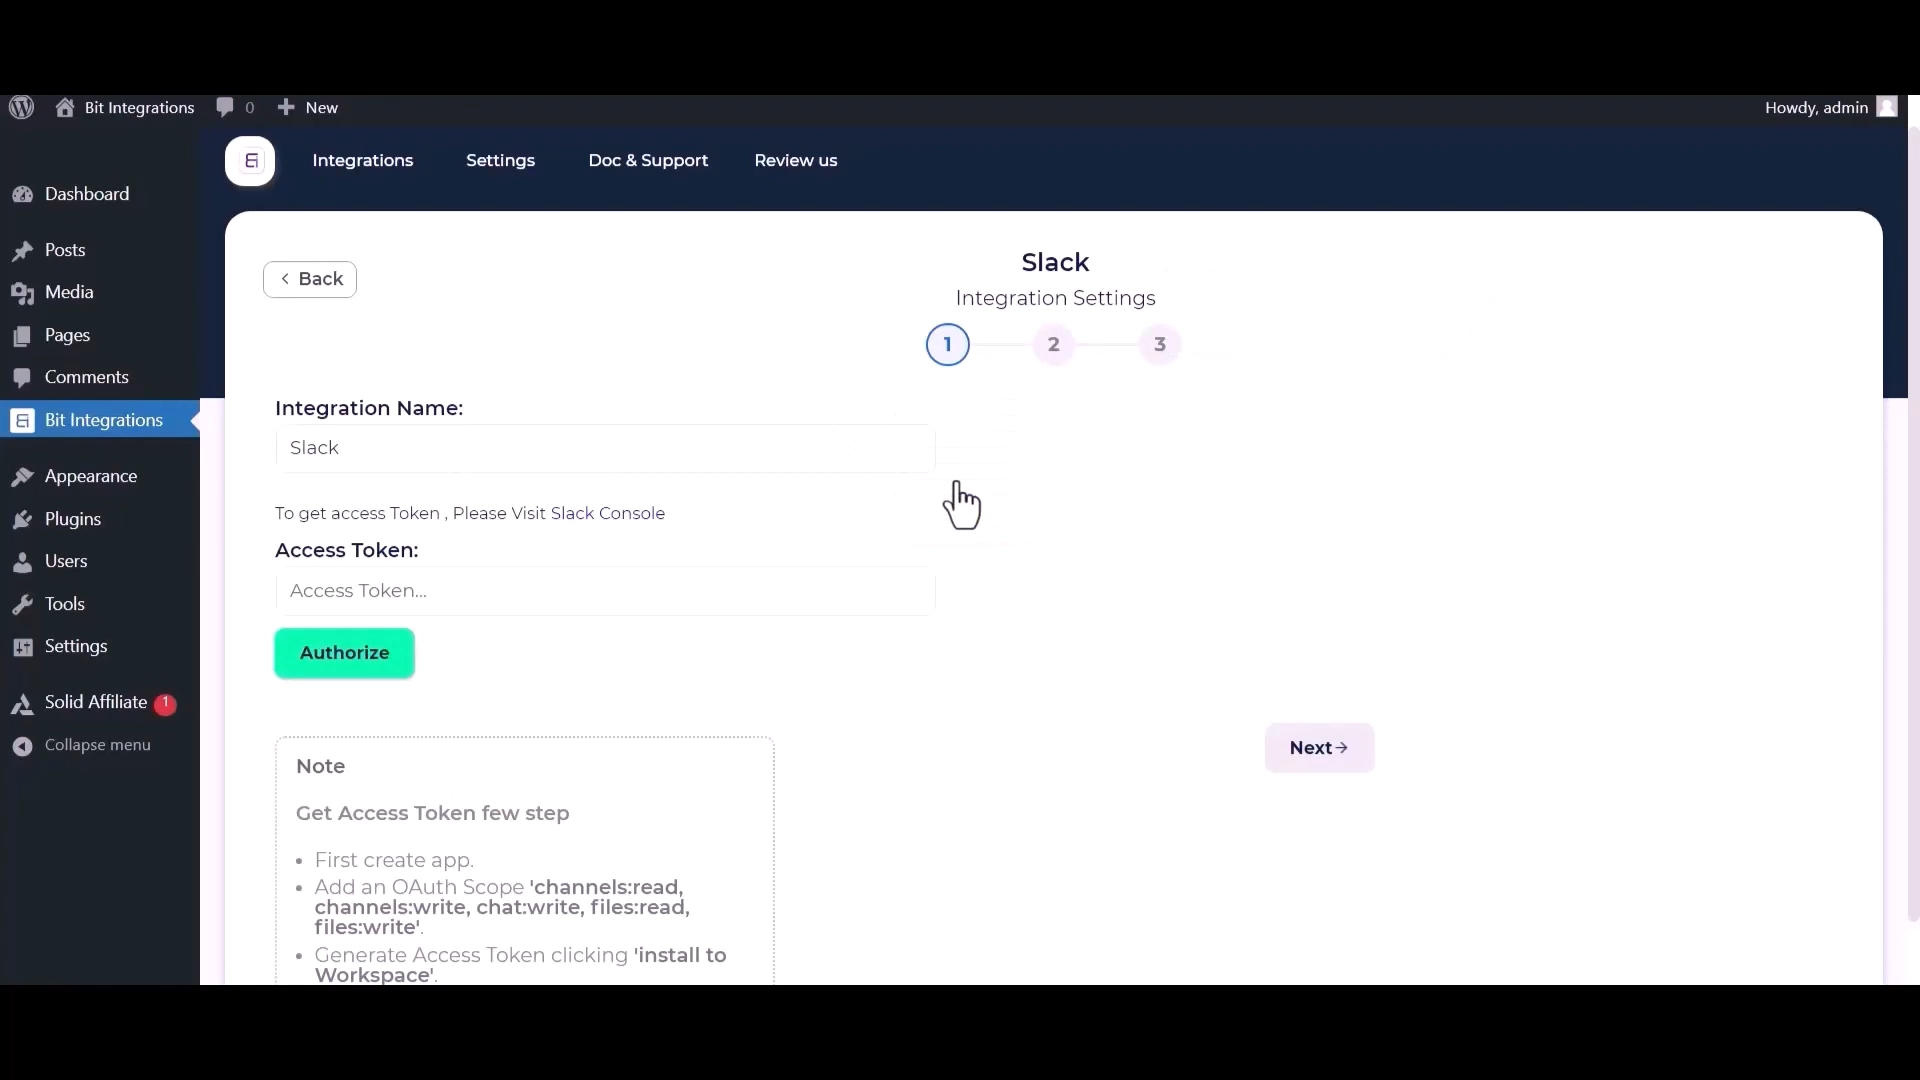 Bit Integrations 0 New Howdy, admin
Integrations Settings Doc & Support Review us
Dashboard
Posts
Media
Pages
Comments
Bit Integrations
Appearance
Plugins
Users
Tools
Settings
Solid Affiliate 1
Collapse menu
Back
Slack
Integration Settings
1 2 3
Integration Name:
Slack
To get access Token , Please Visit Slack Console
Access Token:
Access Token...
Authorize
Next
Note
Get Access Token few step
First create app.
Add an OAuth Scope 'channels:read,
channels:write, chat:write, files:read,
files:write'.
Generate Access Token clicking 'install to
Workspace'.